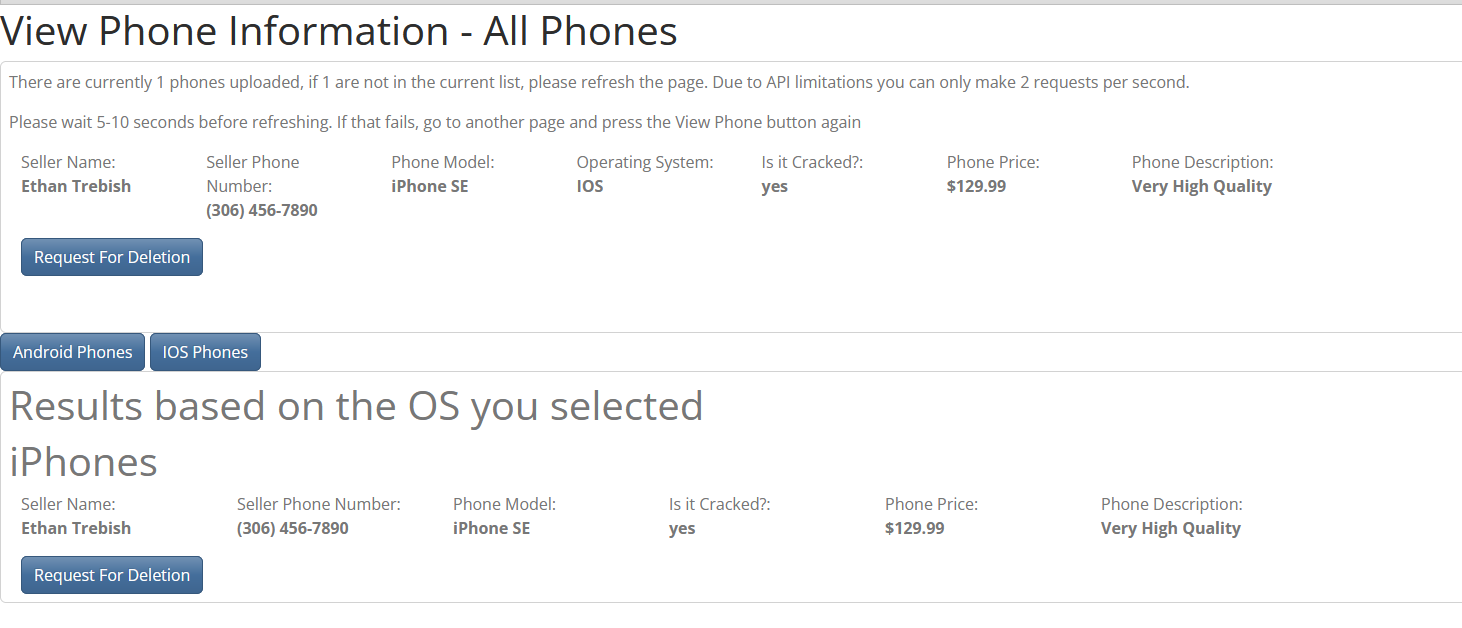 View Phone Information - All Phones
There are currently 1 phones uploaded, if 1 are not in the current list, please refresh the page. Due to API limitations you can only make 2 requests per second.
Please wait 5-10 seconds before refreshing. If that fails, go to another page and press the View Phone button again
Seller Name: Seller Phone Phone Model: Operating System: Is it Cracked?: Phone Price: Phone Description:
Ethan Trebish Number: iPhone SE IOS yes $129.99 Very High Quality
(306) 456-7890
Request For Deletion
Android Phones IOS Phones
Results based on the OS you selected
iPhones
Seller Name: Seller Phone Number: Phone Model: Is it Cracked?: Phone Price: Phone Description:
Ethan Trebish (306) 456-7890 iPhone SE yes $129.99 Very High Quality
Request For Deletion